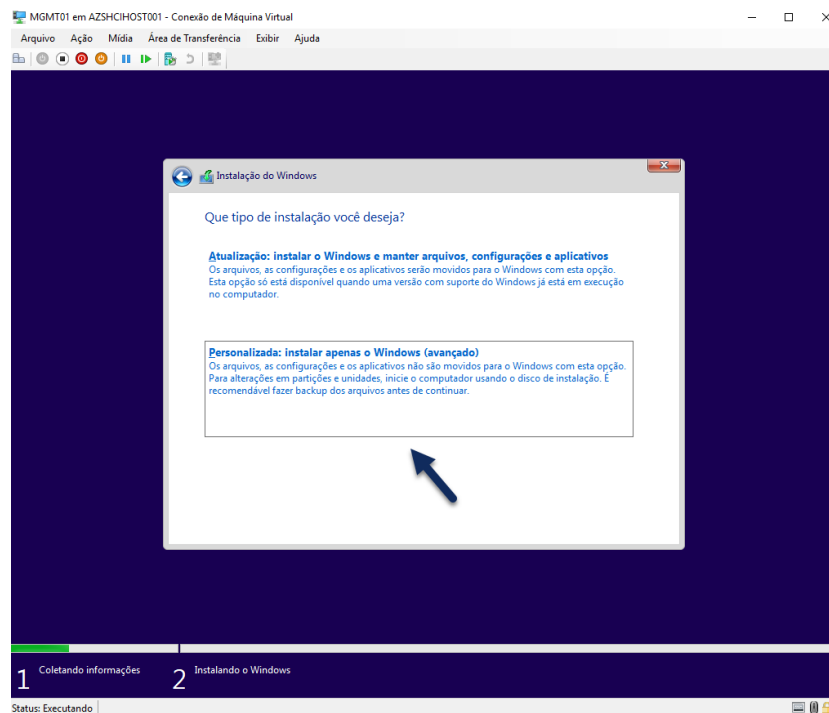 MGMT01 em AZSHCIHOST001 - Conexão de Máquina Virtual
Arquivo Ação Mídia Área de Transferência Exibir Ajuda
Instalação do Windows
Que tipo de instalação você deseja?
Atualização: instalar o Windows e manter arquivos, configurações e aplicativos
Os arquivos, as configurações e os aplicativos serão movidos para o Windows com esta opção.
Esta opção só está disponível quando uma versão com suporte do Windows já está em execução
no computador.
Personalizada: instalar apenas o Windows (avançado)
Os arquivos, as configurações e os aplicativos não são movidos para o Windows com esta opção.
Para alterações em partições e unidades, inicie o computador usando o disco de instalação. É
recomendável fazer backup dos arquivos antes de continuar.
1 Coletando informações 2 Instalando o Windows
Status: Executando